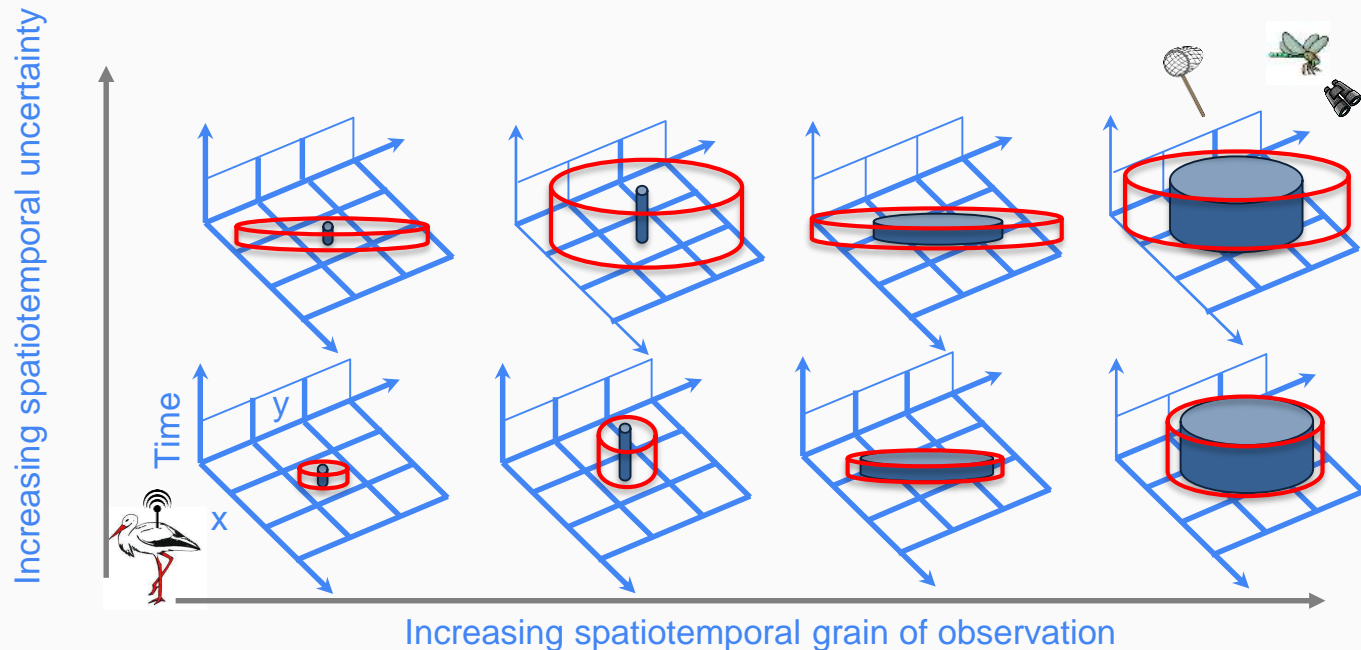 Increasing spatiotemporal uncertainty
Time
y
x
Increasing spatiotemporal grain of observation